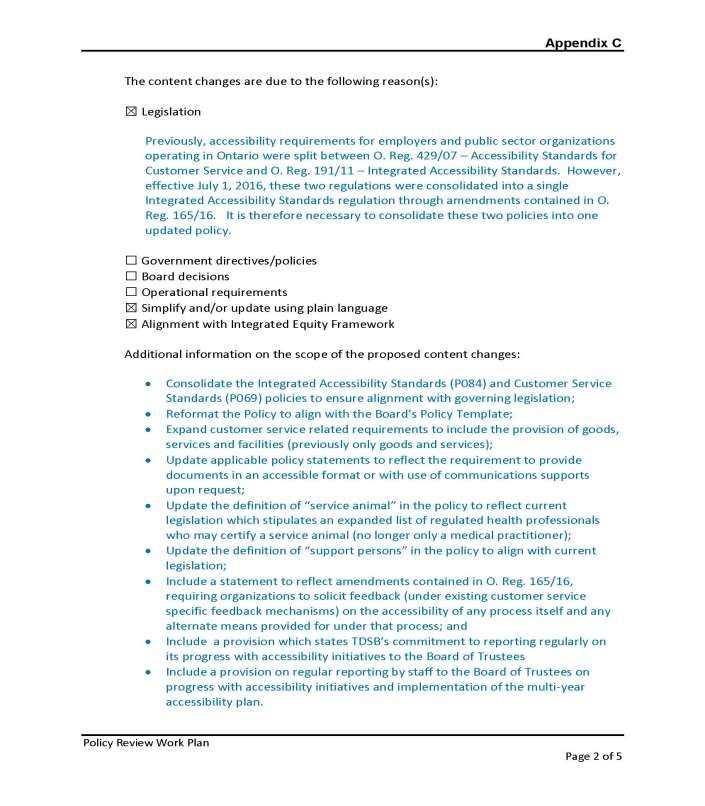 Appendix C
The content changes are due to the following reason(s):
☒ Legislation
Previously, accessibility requirements for employers and public sector organizations
operating in Ontario were split between O. Reg. 429/07 – Accessibility Standards for
Customer Service and O. Reg. 191/11 – Integrated Accessibility Standards.  However,
effective July 1, 2016, these two regulations were consolidated into a single
Integrated Accessibility Standards regulation through amendments contained in O.
Reg. 165/16.   It is therefore necessary to consolidate these two policies into one
updated policy.
☐ Government directives/policies
☐ Board decisions
☐ Operational requirements
☒ Simplify and/or update using plain language
☒ Alignment with Integrated Equity Framework
Additional information on the scope of the proposed content changes:
• Consolidate the Integrated Accessibility Standards (P084) and Customer Service
Standards (P069) policies to ensure alignment with governing legislation;
• Reformat the Policy to align with the Board's Policy Template;
• Expand customer service related requirements to include the provision of goods,
services and facilities (previously only goods and services);
• Update applicable policy statements to reflect the requirement to provide
documents in an accessible format or with use of communications supports
upon request;
• Update the definition of "service animal" in the policy to reflect current
legislation which stipulates an expanded list of regulated health professionals
who may certify a service animal (no longer only a medical practitioner);
• Update the definition of "support persons" in the policy to align with current
legislation;
• Include a statement to reflect amendments contained in O. Reg. 165/16,
requiring organizations to solicit feedback (under existing customer service
specific feedback mechanisms) on the accessibility of any process itself and any
alternate means provided for under that process; and
• Include  a provision which states TDSB's commitment to reporting regularly on
its progress with accessibility initiatives to the Board of Trustees
• Include a provision on regular reporting by staff to the Board of Trustees on
progress with accessibility initiatives and implementation of the multi-year
accessibility plan.
Policy Review Work Plan
Page 2 of 5